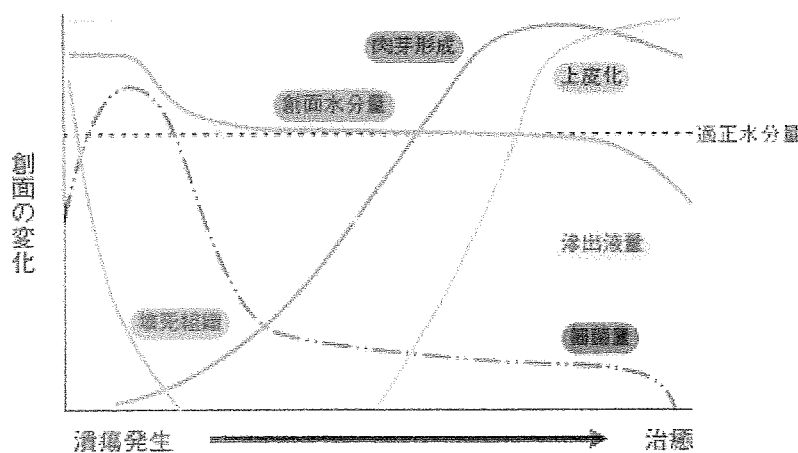 肉芽形成
上皮化
創面水分量
適正水分量
創面の変化
滲出液量
壊死組織
細菌量
潰瘍発生
治癒